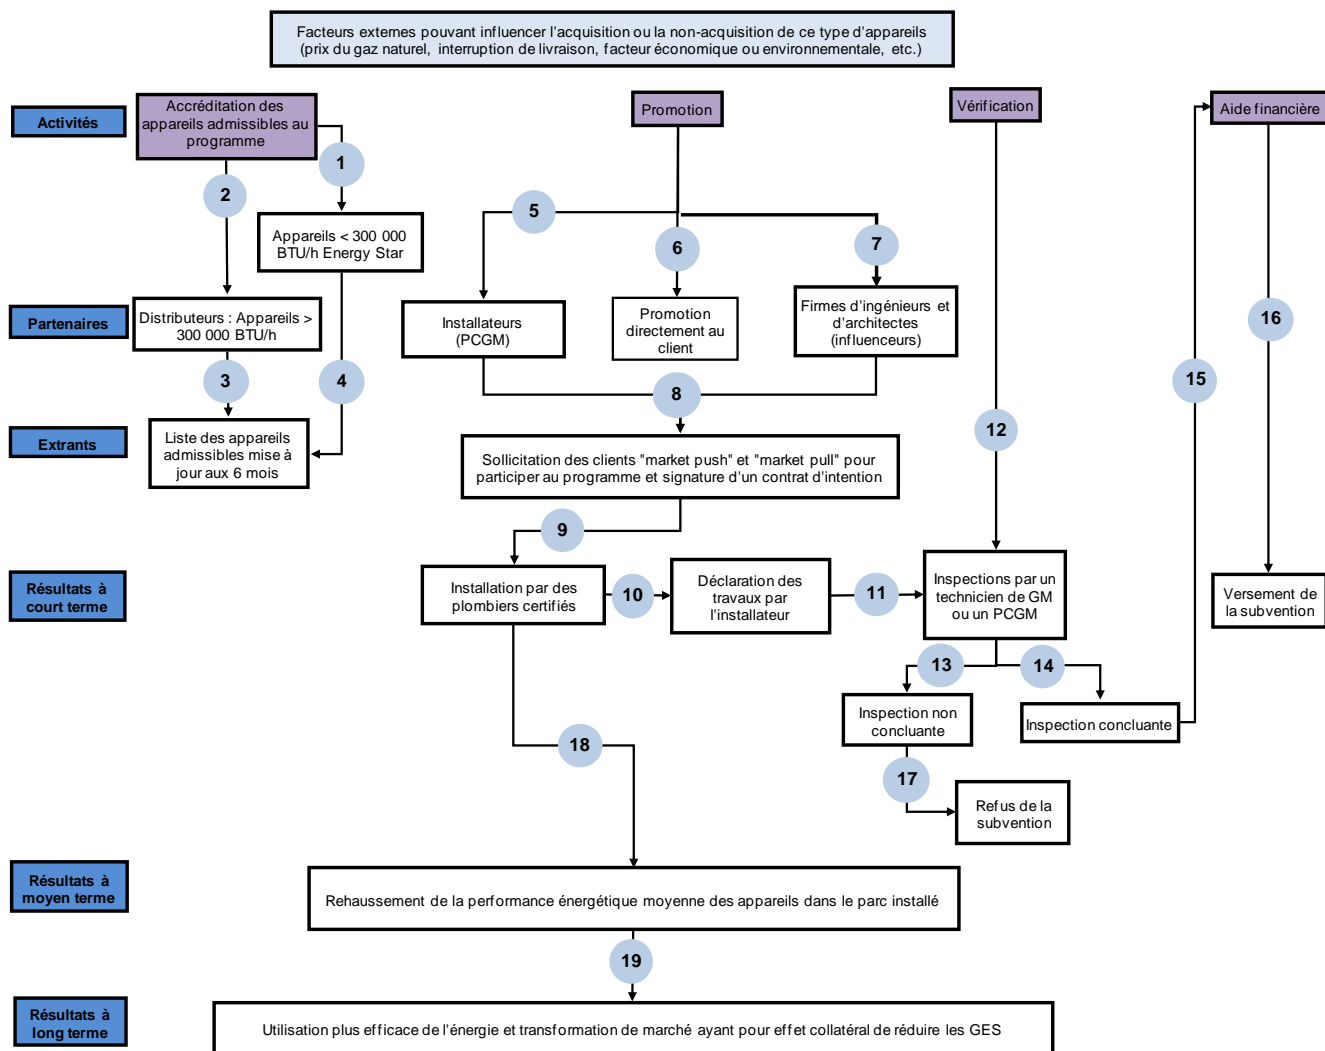 Facteurs externes pouvant influencer l'acquisition ou la non-acquisition de ce type d'appareils
(prix du gaz naturel, interruption de livraison, facteur économique ou environnementale, etc.)
Activités
Accréditation des
appareils admissibles au
programme
Promotion
Vérification
Aide financière
1
2
5
6
7
Appareils < 300 000
BTU/h Energy Star
Partenaires
Distributeurs : Appareils >
300 000 BTU/h
Installateurs
(PCGM)
Promotion
directement au
client
Firmes d'ingénieurs et
d'architectes
(influenceurs)
16
3
4
8
15
12
Extrants
Liste des appareils
admissibles mise à
jour aux 6 mois
Sollicitation des clients "market push" et "market pull" pour
participer au programme et signature d'un contrat d'intention
9
Résultats à
court terme
Installation par des
plombiers certifiés
10
Déclaration des
travaux par
l'installateur
11
Inspections par un
technicien de GM
ou un PCGM
Versement de
la subvention
13
14
Inspection non
concluante
Inspection concluante
18
17
Refus de la
subvention
Résultats à
moyen terme
Rehaussement de la performance énergétique moyenne des appareils dans le parc installé
19
Résultats à
long terme
Utilisation plus efficace de l'énergie et transformation de marché ayant pour effet collatéral de réduire les GES